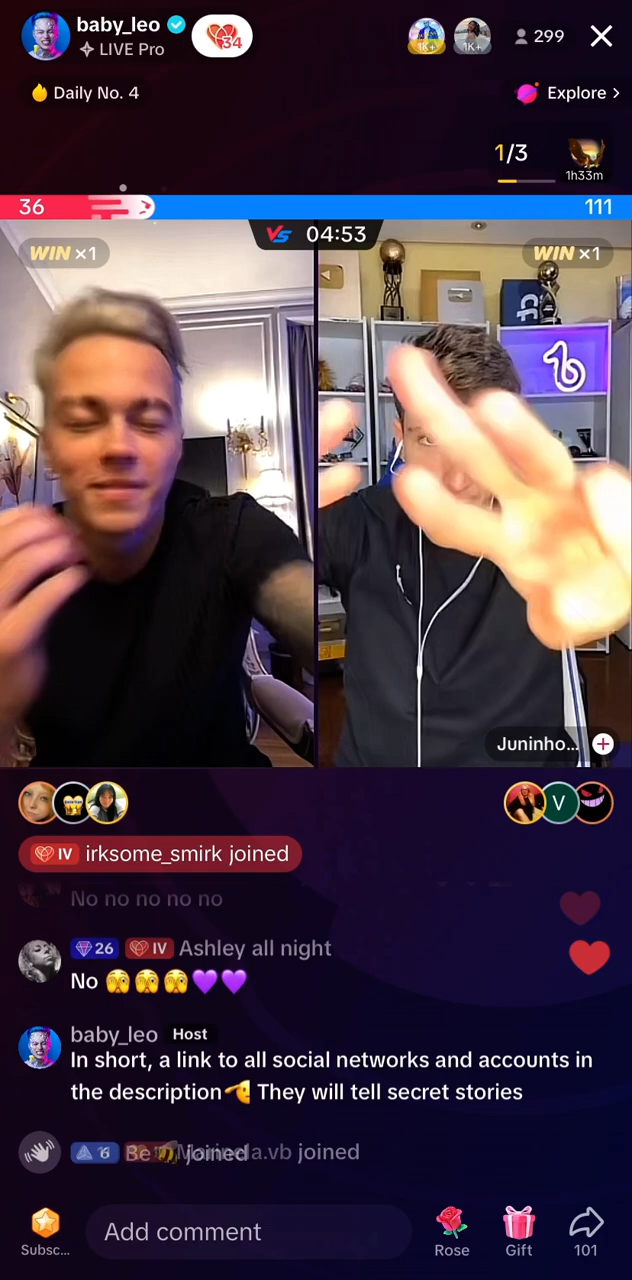 baby_leo
34
1K+
1K+
299
LIVE Pro
Daily No. 4
Explore >
1/3
1h33m
36
111
VS 04:53
WIN x1
WIN x1
Juninho...
V
IV irksome_smirk joined
No no no no no
26 IV Ashley all night
No 🫣🫣🫣💜💜
baby_leo Host
In short, a link to all social networks and accounts in
the description🫵 They will tell secret stories
joined
Add comment
Subsc...
Rose
Gift
101